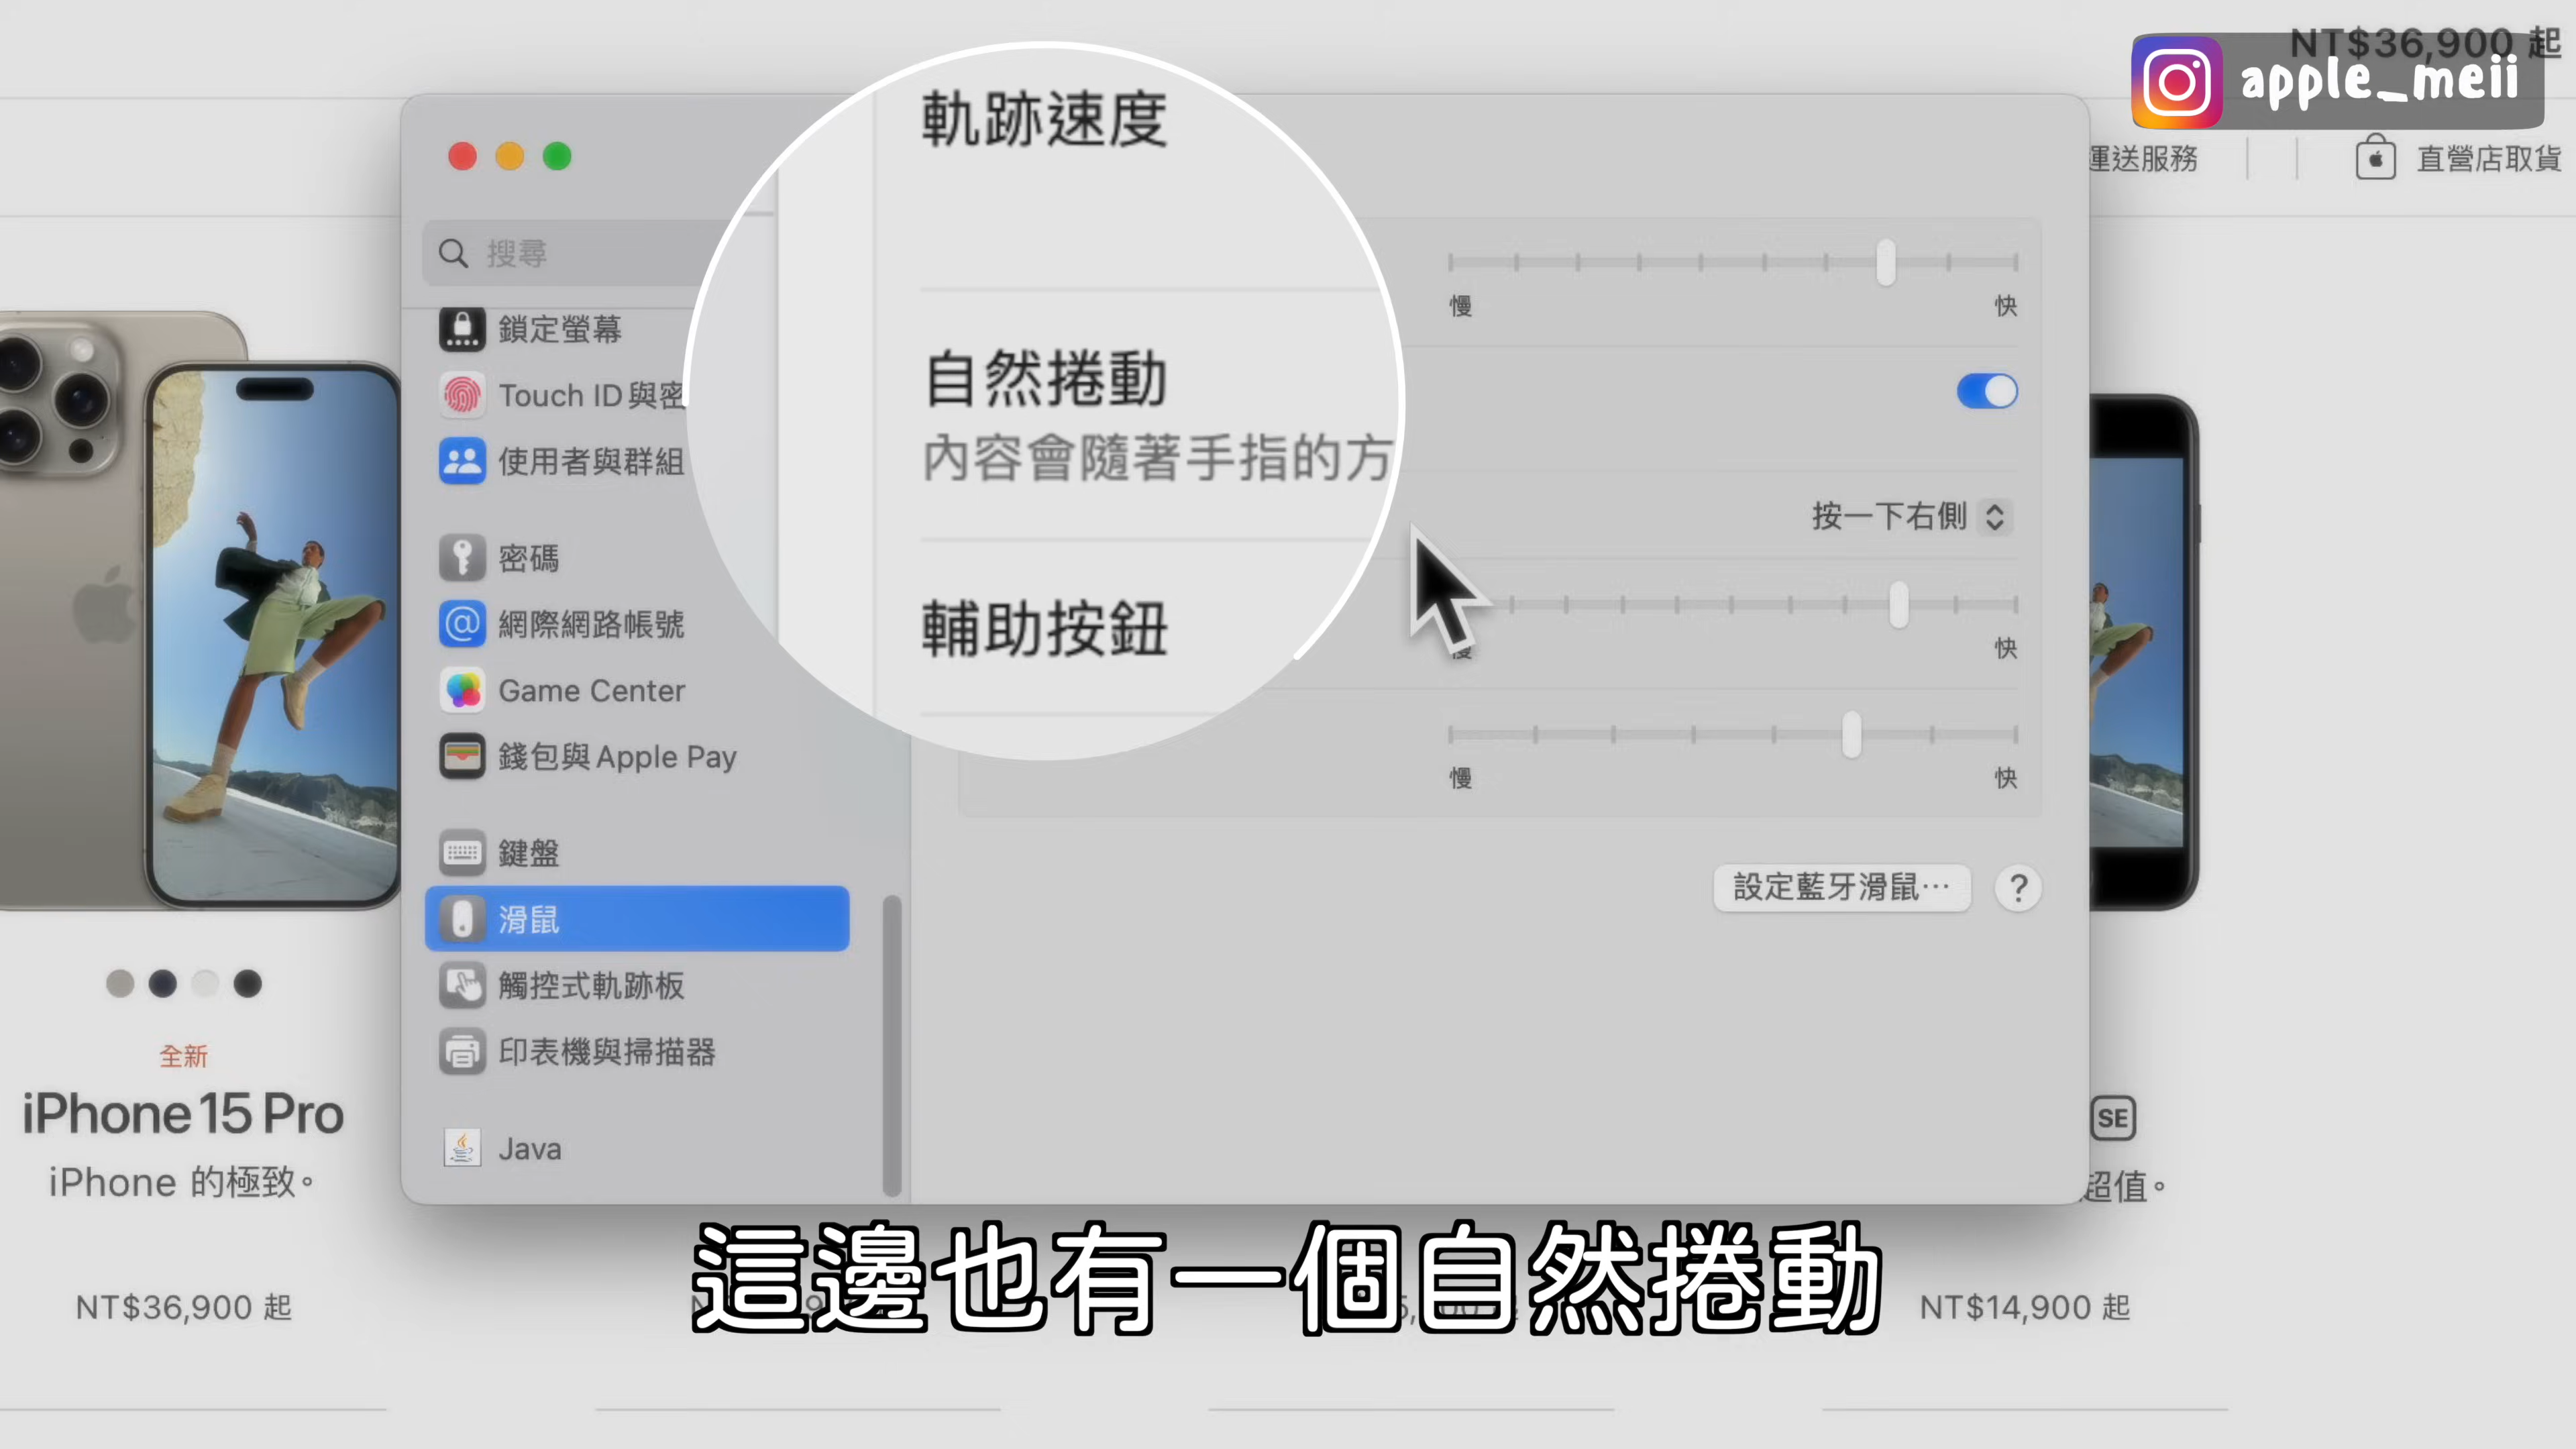 NT$36,900 起
apple_meii
運送服務
直營店取貨
搜尋
鎖定螢幕
Touch ID 與密
使用者與群組
密碼
網際網路帳號
Game Center
錢包與 Apple Pay
鍵盤
滑鼠
觸控式軌跡板
印表機與掃描器
Java
軌跡速度
慢
快
自然捲動
內容會隨著手指的方
輔助按鈕
按一下右側
慢
快
慢
快
設定藍牙滑鼠…
?
全新
iPhone 15 Pro
iPhone 的極致。
NT$36,900 起
SE
超值。
NT$14,900 起
這邊也有一個自然捲動